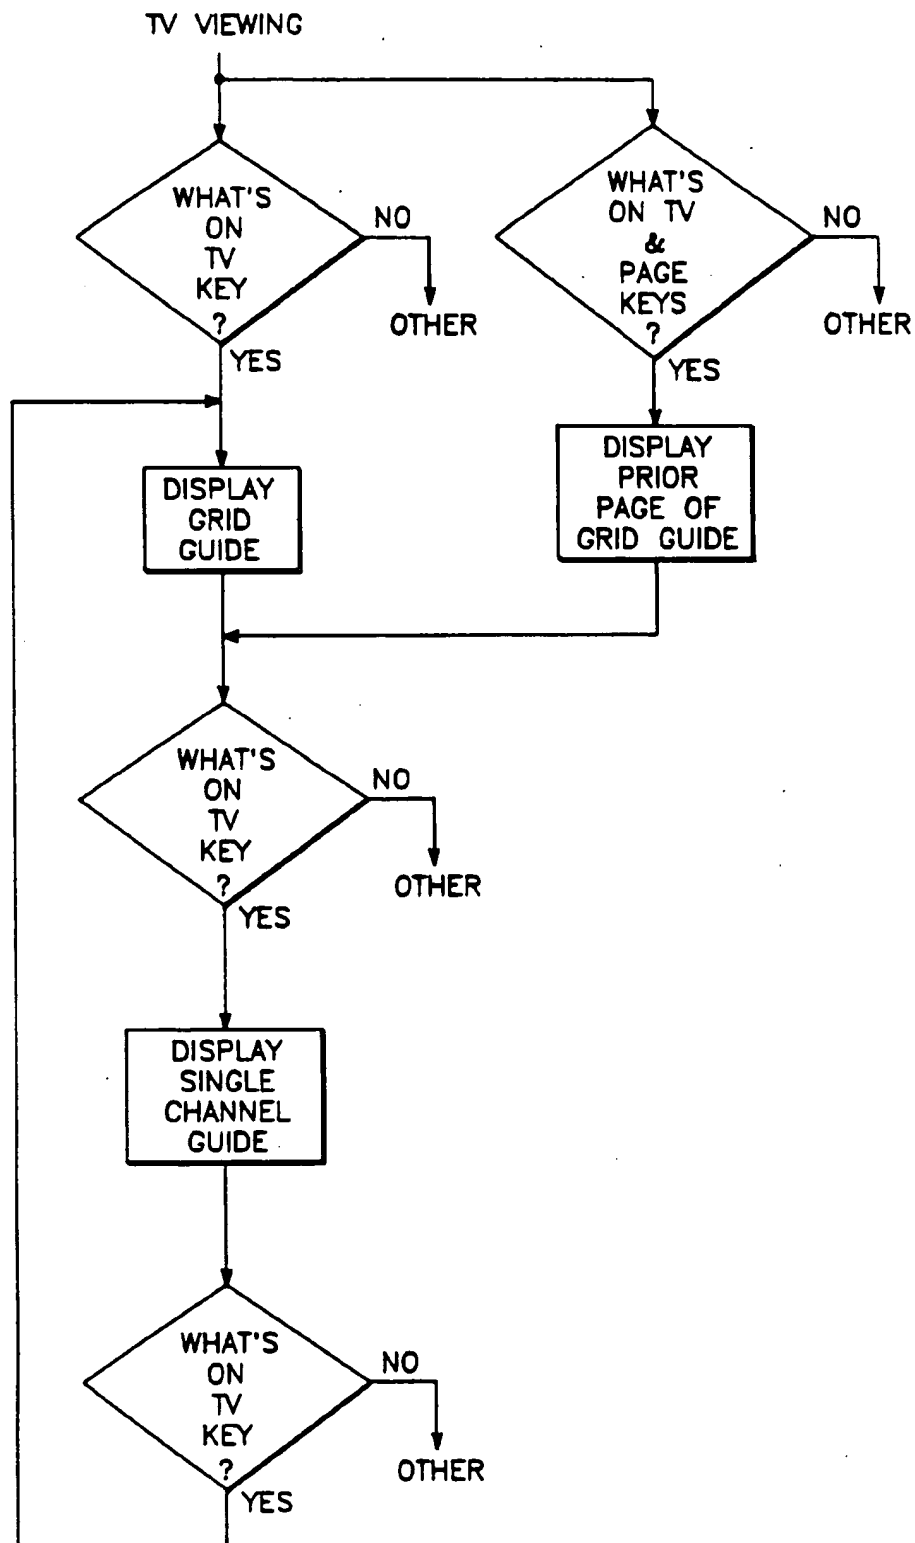 TV VIEWING
WHAT'S
ON
TV
KEY
?
NO
OTHER
YES
WHAT'S
ON TV
&
PAGE
KEYS
?
NO
OTHER
YES
DISPLAY
GRID
GUIDE
DISPLAY
PRIOR
PAGE OF
GRID GUIDE
WHAT'S
ON
TV
KEY
?
NO
OTHER
YES
DISPLAY
SINGLE
CHANNEL
GUIDE
WHAT'S
ON
TV
KEY
?
NO
OTHER
YES